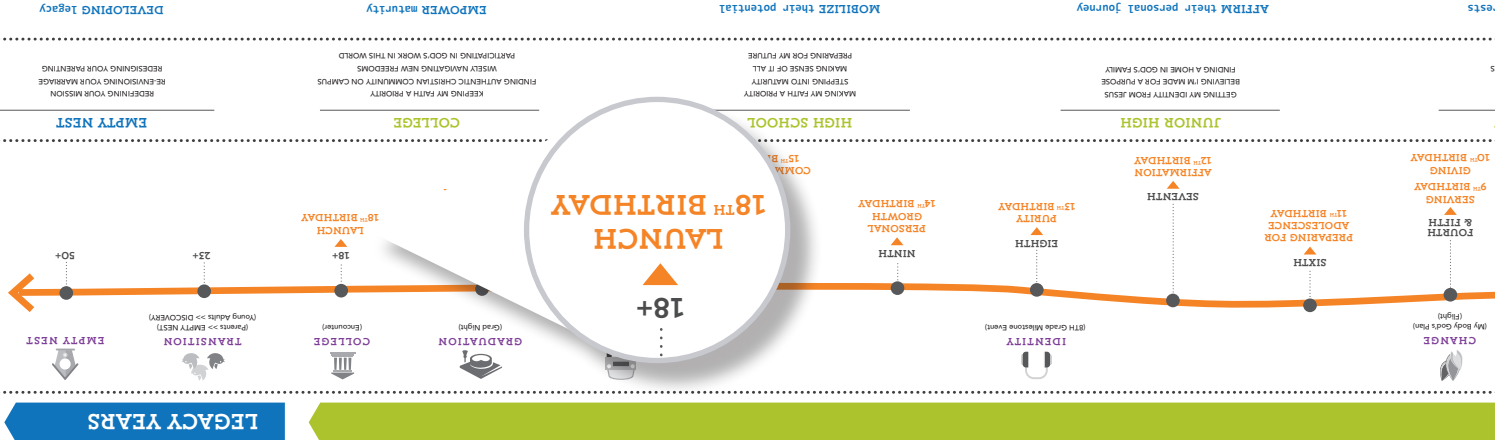 LEGACY YEARS
CHANGE
(My Body God's Plan)
(Flight)
IDENTITY
(8TH Grade Milestone Event)
GRADUATION
(Grad Night)
COLLEGE
(Encounter)
TRANSITION
(Parents >> EMPTY NEST)
(Young Adults >> DISCOVERY)
EMPTY NEST
FOURTH
& FIFTH
SERVING
9TH BIRTHDAY
GIVING
10TH BIRTHDAY
SIXTH
PREPARING FOR
ADOLESCENCE
11TH BIRTHDAY
SEVENTH
AFFIRMATION
12TH BIRTHDAY
EIGHTH
PURITY
13TH BIRTHDAY
NINTH
PERSONAL
GROWTH
14TH BIRTHDAY
COMM
15TH B
18+
LAUNCH
18TH BIRTHDAY
18+
LAUNCH
18TH BIRTHDAY
23+
50+
JUNIOR HIGH
GETTING MY IDENTITY FROM JESUS
BELIEVING I'M MADE FOR A PURPOSE
FINDING A HOME IN GOD'S FAMILY
HIGH SCHOOL
MAKING MY FAITH A PRIORITY
STEPPING INTO MATURITY
MAKING SENSE OF IT ALL
PREPARING FOR MY FUTURE
COLLEGE
KEEPING MY FAITH A PRIORITY
FINDING AUTHENTIC CHRISTIAN COMMUNITY ON CAMPUS
WISELY NAVIGATING NEW FREEDOMS
PARTICIPATING IN GOD'S WORK IN THIS WORLD
EMPTY NEST
REDEFINING YOUR MISSION
RE-ENVISIONING YOUR MARRIAGE
REDESIGNING YOUR PARENTING
rests
AFFIRM their personal journey
MOBILIZE their potential
EMPOWER maturity
DEVELOPING legacy